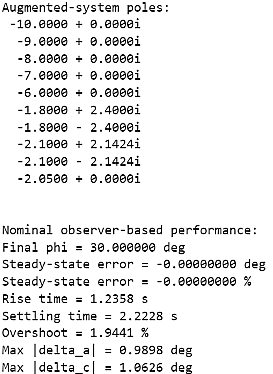 Augmented-system poles:
-10.0000 + 0.0000i
-9.0000 + 0.0000i
-8.0000 + 0.0000i
-7.0000 + 0.0000i
-6.0000 + 0.0000i
-1.8000 + 2.4000i
-1.8000 - 2.4000i
-2.1000 + 2.1424i
-2.1000 - 2.1424i
-2.0500 + 0.0000i
Nominal observer-based performance:
Final phi = 30.000000 deg
Steady-state error = -0.00000000 deg
Steady-state error = -0.00000000 %
Rise time = 1.2358 s
Settling time = 2.2228 s
Overshoot = 1.9441 %
Max |delta_a| = 0.9898 deg
Max |delta_c| = 1.0626 deg